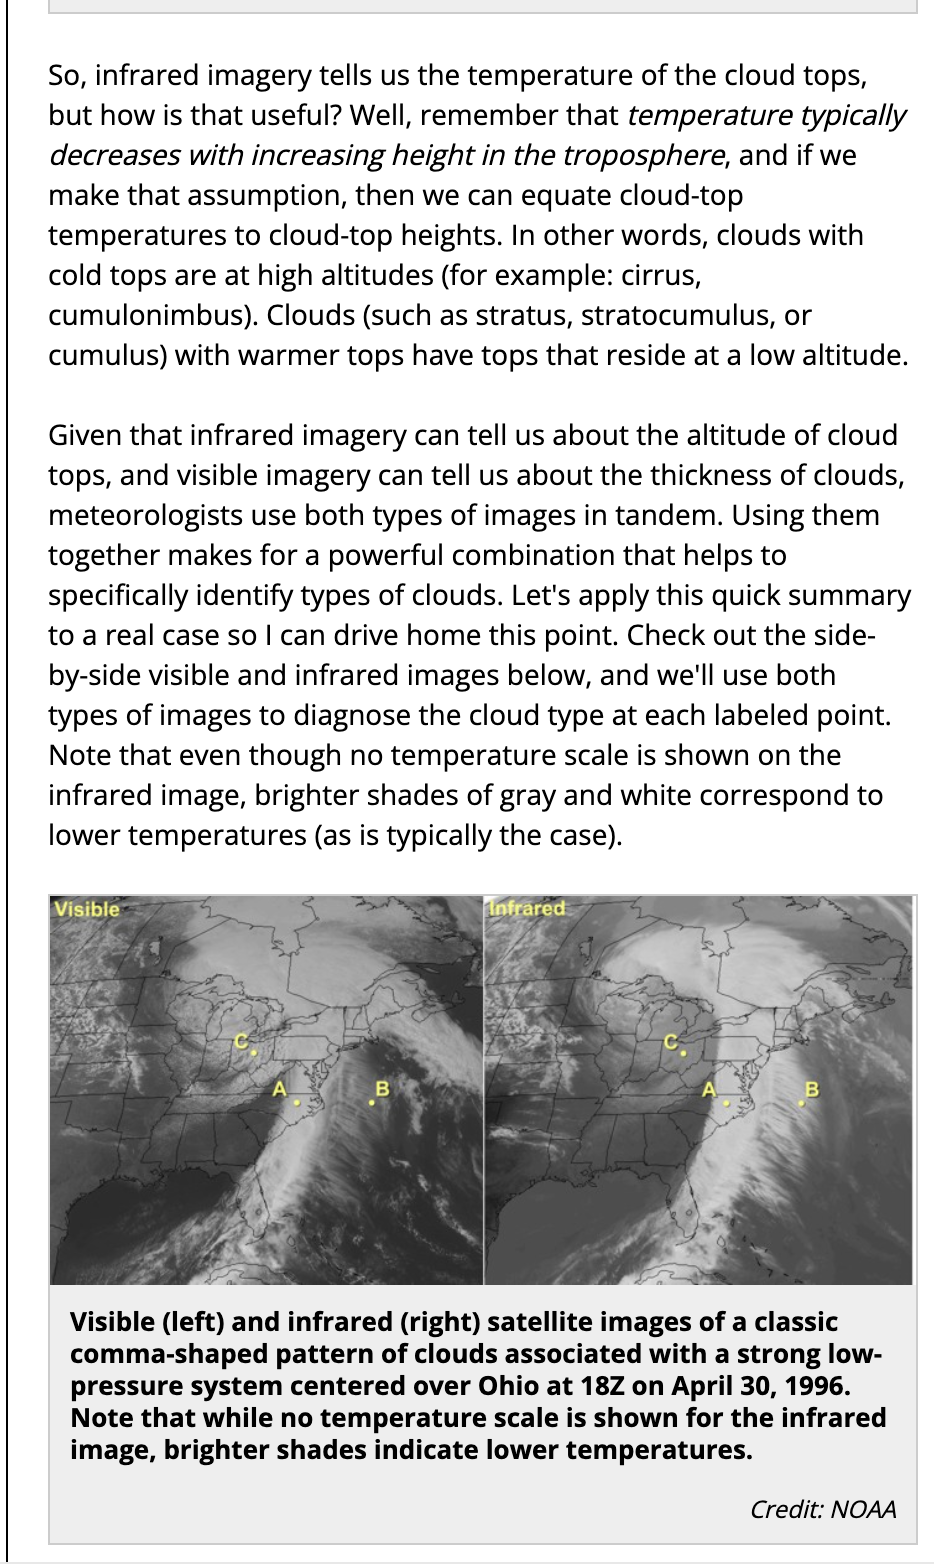 So, infrared imagery tells us the temperature of the cloud tops,
but how is that useful? Well, remember that temperature typically
decreases with increasing height in the troposphere, and if we
make that assumption, then we can equate cloud-top
temperatures to cloud-top heights. In other words, clouds with
cold tops are at high altitudes (for example: cirrus,
cumulonimbus). Clouds (such as stratus, stratocumulus, or
cumulus) with warmer tops have tops that reside at a low altitude.
Given that infrared imagery can tell us about the altitude of cloud
tops, and visible imagery can tell us about the thickness of clouds,
meteorologists use both types of images in tandem. Using them
together makes for a powerful combination that helps to
specifically identify types of clouds. Let's apply this quick summary
to a real case so I can drive home this point. Check out the side-
by-side visible and infrared images below, and we'll use both
types of images to diagnose the cloud type at each labeled point.
Note that even though no temperature scale is shown on the
infrared image, brighter shades of gray and white correspond to
lower temperatures (as is typically the case).
Visible
C
A
B
Infrared
C
A
B
Visible (left) and infrared (right) satellite images of a classic
comma-shaped pattern of clouds associated with a strong low-
pressure system centered over Ohio at 18Z on April 30, 1996.
Note that while no temperature scale is shown for the infrared
image, brighter shades indicate lower temperatures.
Credit: NOAA